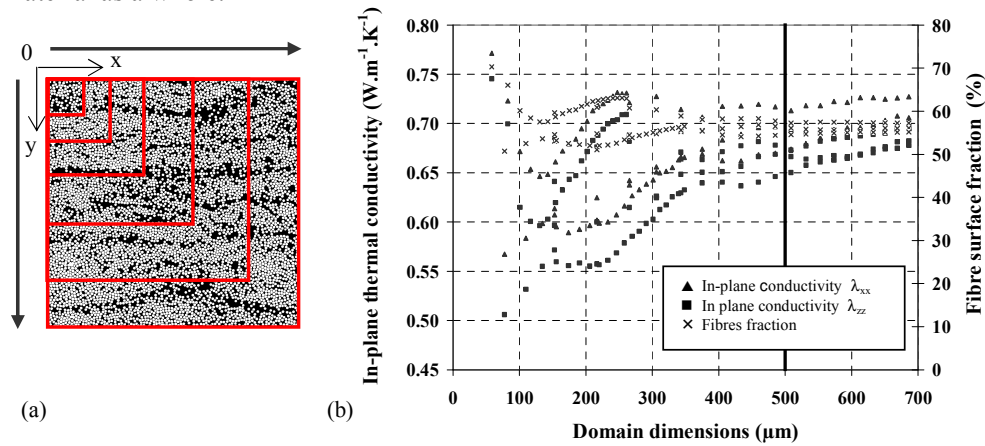 0
x
y
(a)
(b)
In-plane thermal conductivity (W.m-1.K-1)
0.80
0.75
0.70
0.65
0.60
0.55
0.50
0.45
80
70
60
50
40
30
20
10
0
Fibre surface fraction (%)
In-plane conductivity λxx
In plane conductivity λzz
Fibres fraction
0 100 200 300 400 500 600 700
Domain dimensions (µm)